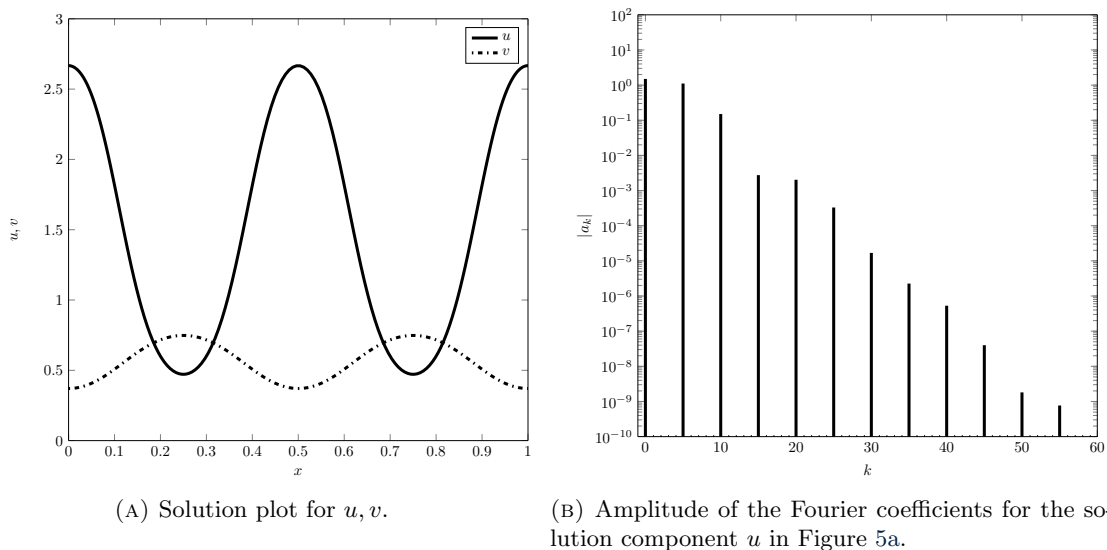 3
2.5
2
1.5
1
0.5
0
u, v
0 0.1 0.2 0.3 0.4 0.5 0.6 0.7 0.8 0.9 1
x
u
v
(A) Solution plot for u, v.
10^2
10^1
10^0
10^−1
10^−2
10^−3
10^−4
10^−5
10^−6
10^−7
10^−8
10^−9
10^−10
|a_k|
0 10 20 30 40 50 60
k
(B) Amplitude of the Fourier coefficients for the so-
lution component u in Figure 5a.